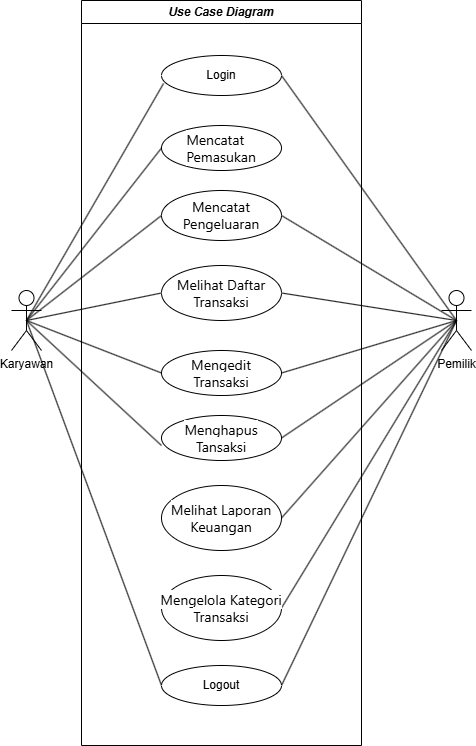 Use Case Diagram
Login
Mencatat
Pemasukan
Mencatat
Pengeluaran
Melihat Daftar
Transaksi
Karyawan
Pemilik
Mengedit
Transaksi
Menghapus
Tansaksi
Melihat Laporan
Keuangan
Mengelola Kategori
Transaksi
Logout